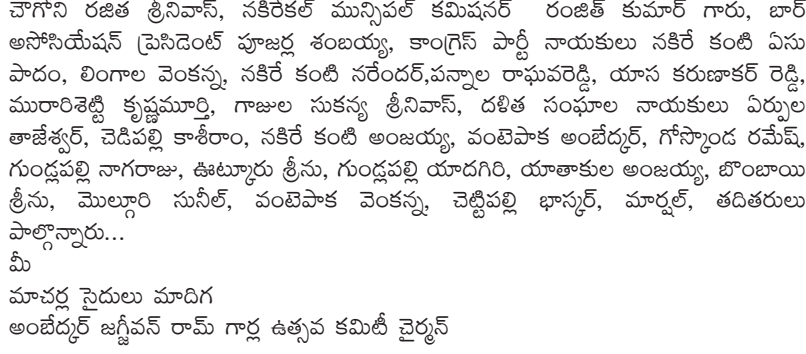 చౌగోని రజిత శ్రీనివాస్, నకిరేకల్ మున్సిపల్ కమిషనర్ రంజిత్ కుమార్ గారు, బార్
అసోసియేషన్ ప్రెసిడెంట్ పూజర్ల శంబయ్య, కాంగ్రెస్ పార్టీ నాయకులు నకిరే కంటి ఏసు
పాదం, లింగాల వెంకన్న, నకిరే కంటి నరేందర్,పన్నాల రాఘవరెడ్డి, యాస కరుణాకర్ రెడ్డి,
మురారిశెట్టి కృష్ణమూర్తి, గాజుల సుకన్య శ్రీనివాస్, దళిత సంఘాల నాయకులు ఏర్పుల
తాజేశ్వర్, చెడిపల్లి కాశీరాం, నకిరే కంటి అంజయ్య, వంటెపాక అంబేద్కర్, గోస్కొండ రమేష్,
గుండ్లపల్లి నాగరాజు, ఊట్కూరు శ్రీను, గుండ్లపల్లి యాదగిరి, యాతాకుల అంజయ్య, బొంబాయి
శ్రీను, మొల్గూరి సునీల్, వంటెపాక వెంకన్న, చెట్టిపల్లి భాస్కర్, మార్షల్, తదితరులు
పాల్గొన్నారు...
మీ
మాచర్ల సైదులు మాదిగ
అంబేద్కర్ జగ్జీవన్ రామ్ గార్ల ఉత్సవ కమిటీ చైర్మన్